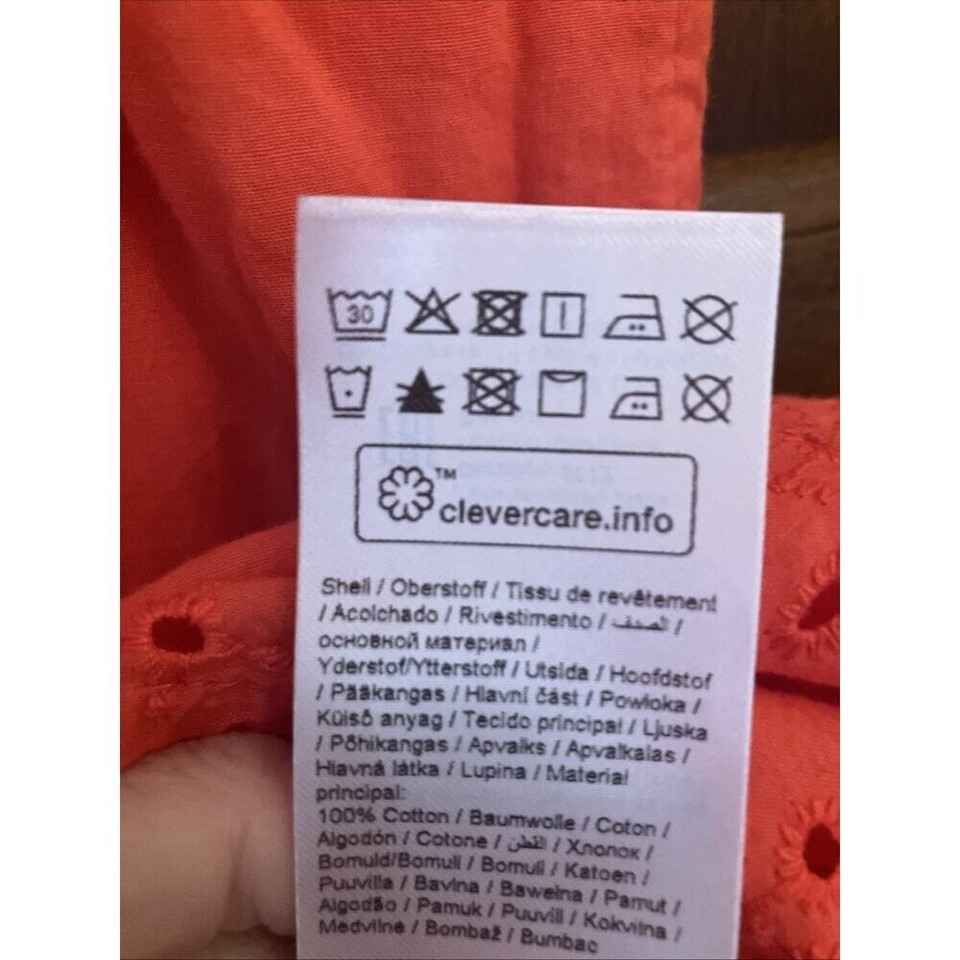 30
™
clevercare.info
Shell / Oberstoff / Tissu de revêtement
/ Acolchado / Rivestimento / الصدف /
основной материал /
Yderstof/Ytterstoff / Utsida / Hoofdstof
/ Pääkangas / Hlavní část / Powłoka /
Külső anyag / Tecido principal / Ljuska
/ Põhikangas / Apvalks / Apvalkalas /
Hlavná látka / Lupina / Material
principal:
100% Cotton / Baumwolle / Coton /
Algodón / Cotone / القطن / Хлопок /
Bomuld/Bomull / Bomull / Katoen /
Puuvilla / Bavlna / Bawełna / Pamut /
Algodão / Pamuk / Puuvill / Kokvilna /
Medvilnė / Bombaž / Bumbac